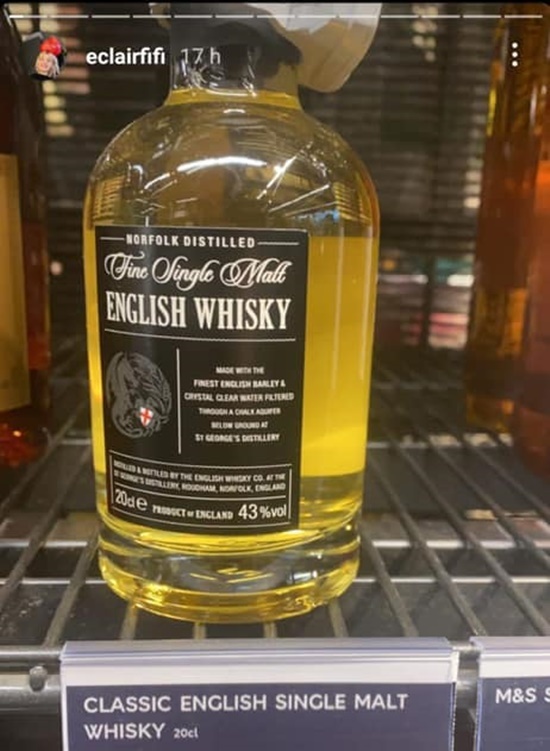 eclairfifi 17 h
NORFOLK DISTILLED
Fine Single Malt
ENGLISH WHISKY
MADE WITH THE
FINEST ENGLISH BARLEY &
CRYSTAL CLEAR WATER FILTERED
THROUGH A CHALK AQUIFER
BELOW GROUND AT
ST GEORGE'S DISTILLERY
DISTILLED & BOTTLED BY THE ENGLISH WHISKY CO. AT THE
ST GEORGE'S DISTILLERY, ROUDHAM, NORFOLK, ENGLAND
20cl e PRODUCT OF ENGLAND 43%vol
CLASSIC ENGLISH SINGLE MALT
WHISKY 20cl
M&S S